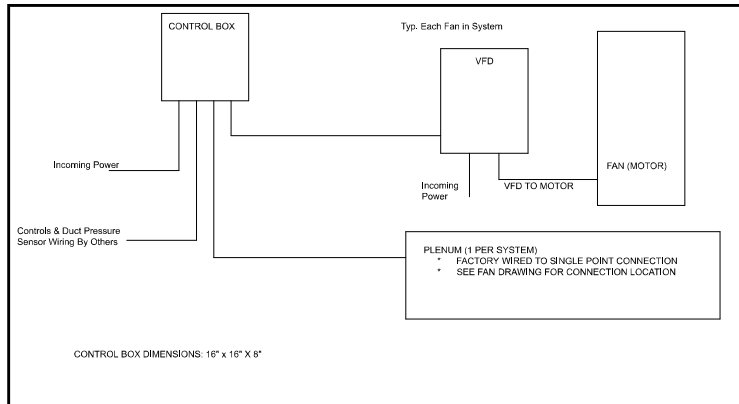 CONTROL BOX
Typ. Each Fan in System
VFD
FAN (MOTOR)
Incoming Power
Incoming
Power
VFD TO MOTOR
Controls & Duct Pressure
Sensor Wiring By Others
PLENUM (1 PER SYSTEM)
* FACTORY WIRED TO SINGLE POINT CONNECTION
* SEE FAN DRAWING FOR CONNECTION LOCATION
CONTROL BOX DIMENSIONS: 16" x 16" X 8"